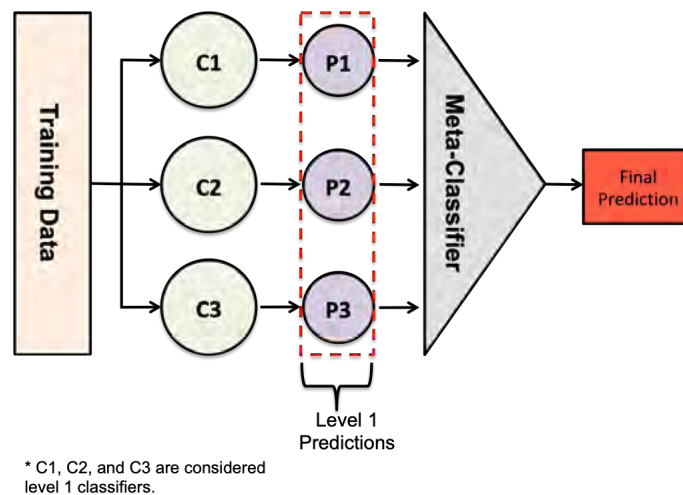 Training Data
C1
P1
C2
P2
C3
P3
Meta-Classifier
Final
Prediction
Level 1
Predictions
* C1, C2, and C3 are considered
level 1 classifiers.